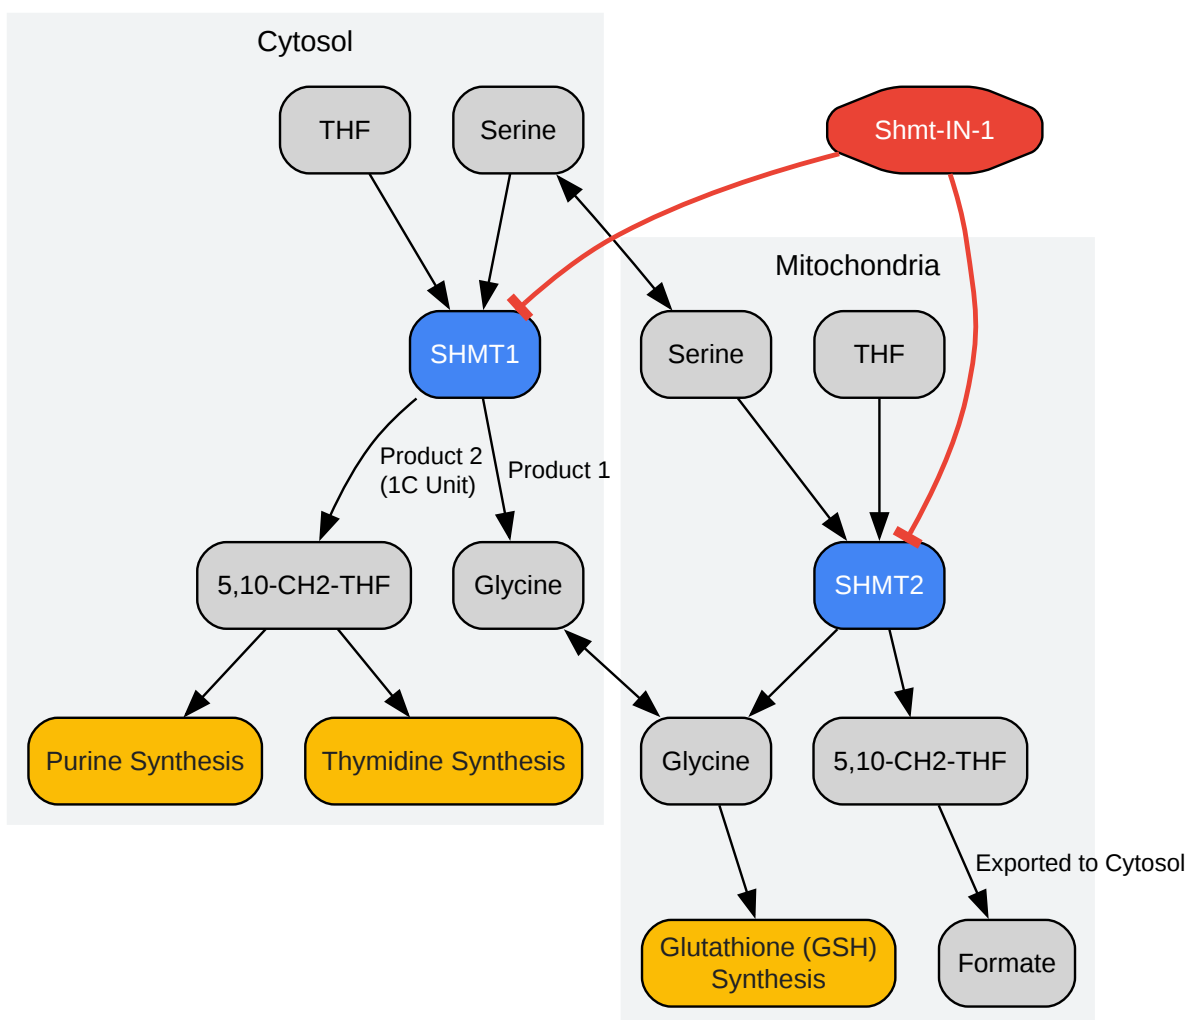 Cytosol
THF
Serine
Shmt-IN-1
Mitochondria
SHMT1
Serine
THF
Product 2
(1C Unit)
Product 1
5,10-CH2-THF
Glycine
SHMT2
Purine Synthesis
Thymidine Synthesis
Glycine
5,10-CH2-THF
Exported to Cytosol
Glutathione (GSH)
Synthesis
Formate